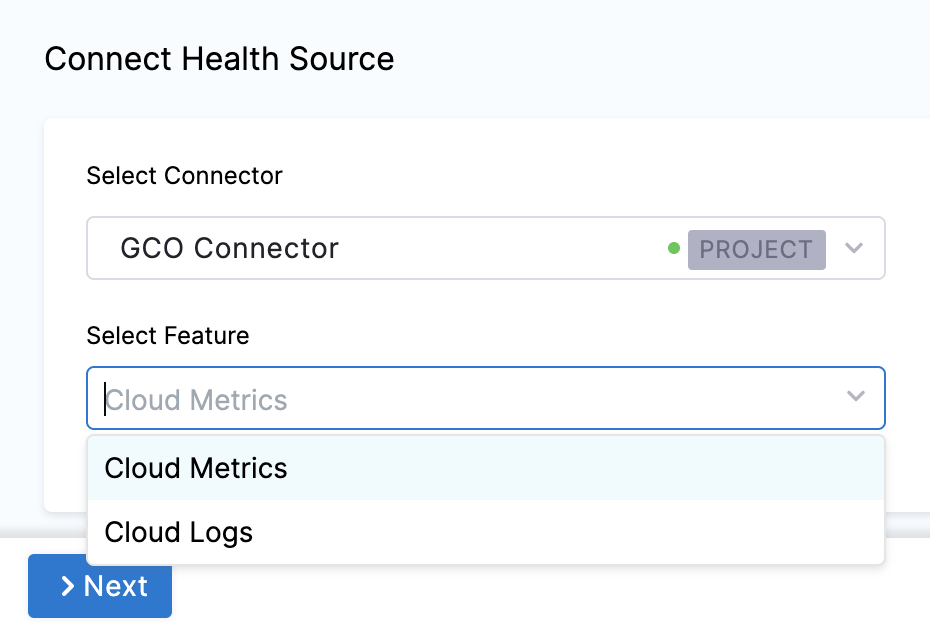 Connect Health Source
Select Connector
GCO Connector PROJECT
Select Feature
Cloud Metrics
Cloud Metrics
Cloud Logs
Next